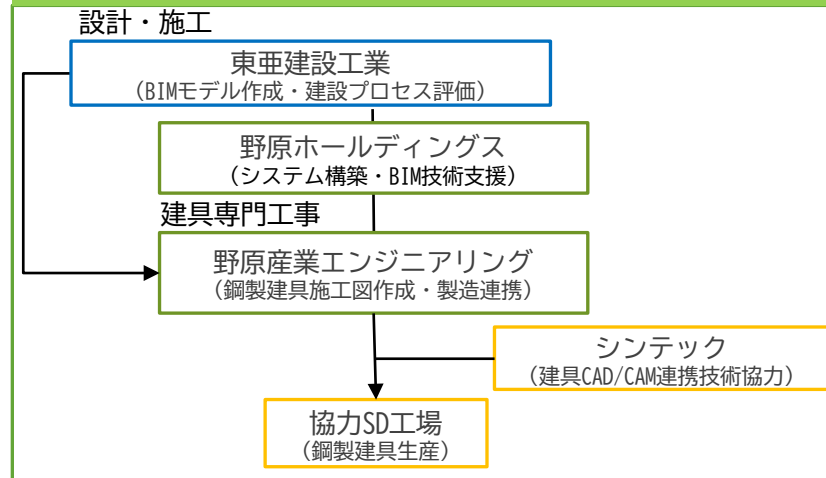 設計・施工
東亜建設工業
（BIMモデル作成・建設プロセス評価）
野原ホールディングス
（システム構築・BIM技術支援）
建具専門工事
野原産業エンジニアリング
（鋼製建具施工図作成・製造連携）
シンテック
（建具CAD/CAM連携技術協力）
協力SD工場
（鋼製建具生産）